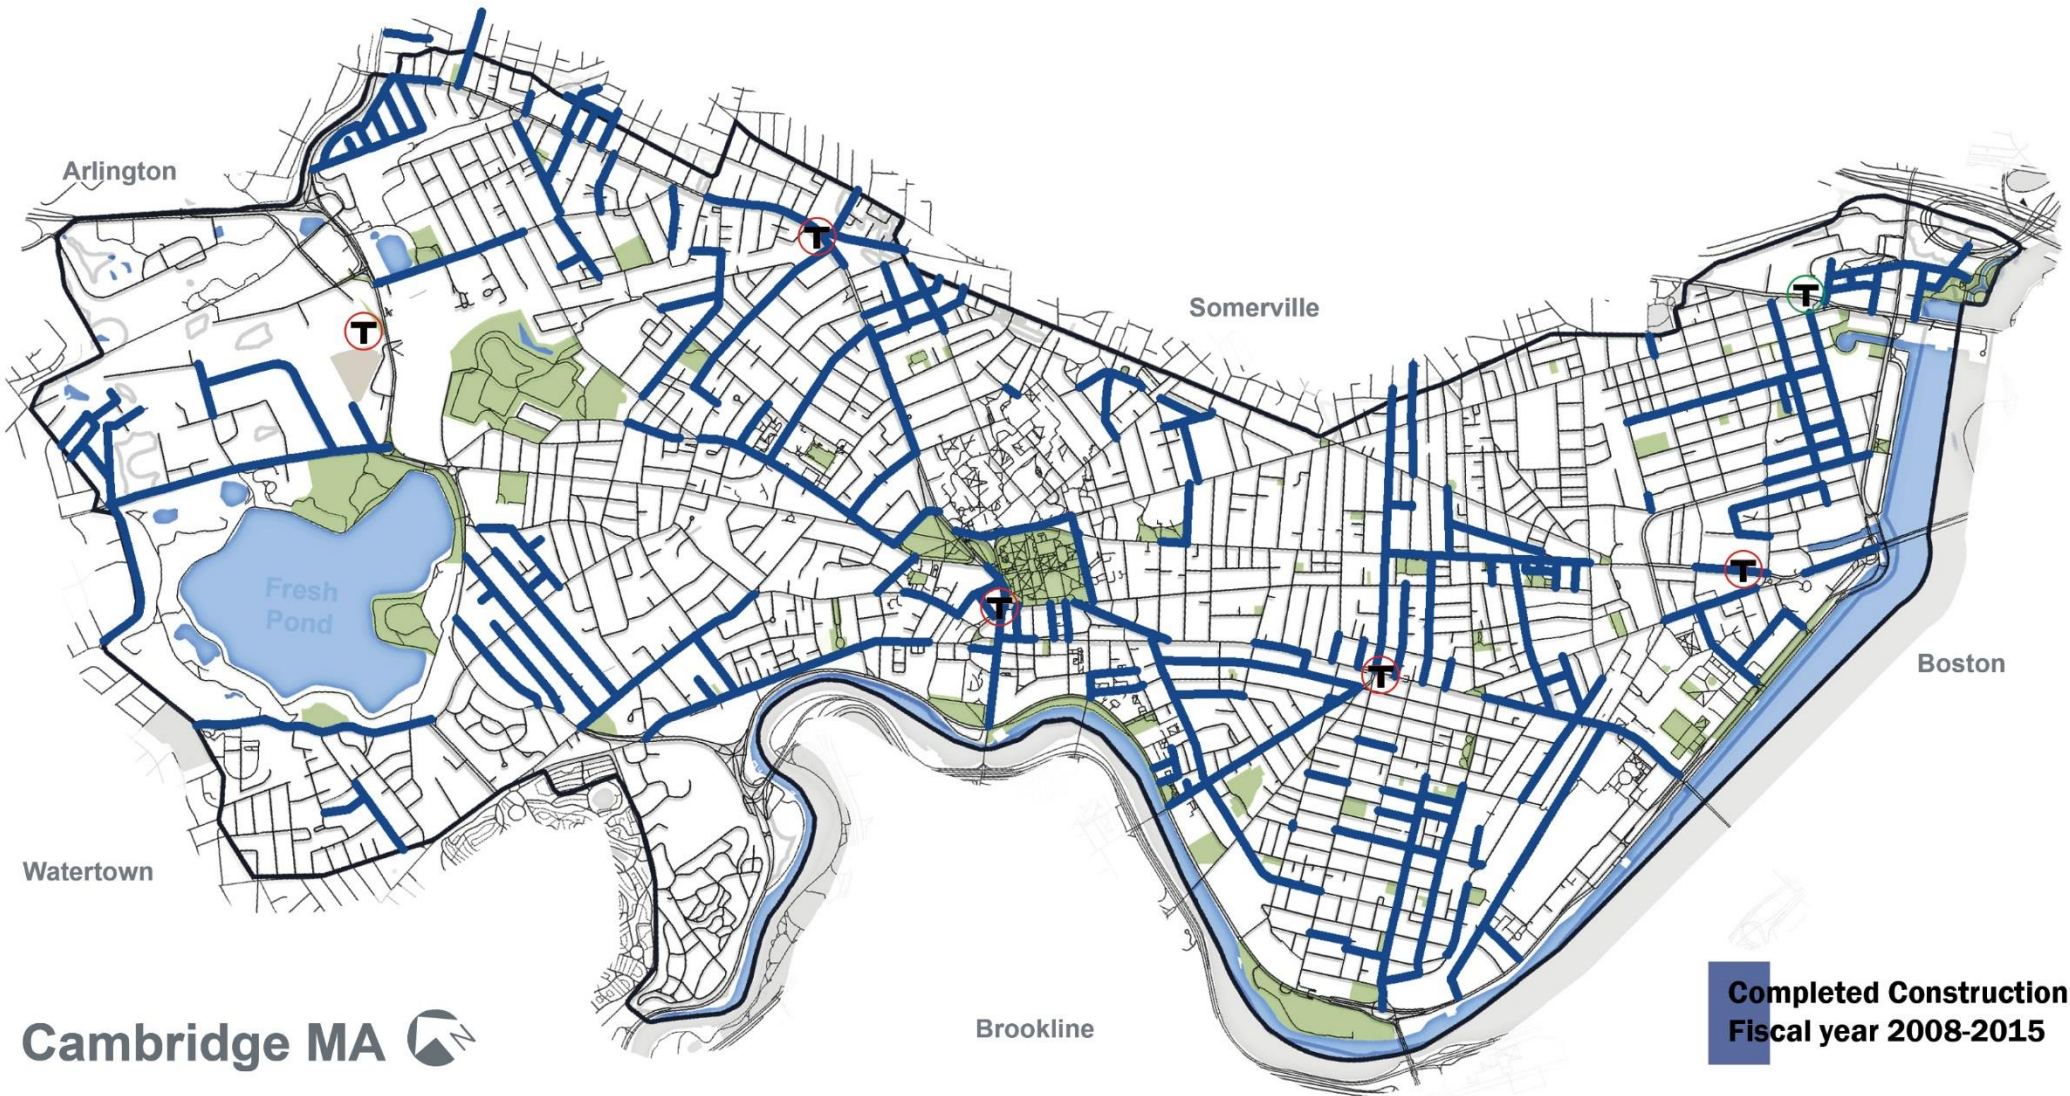 Arlington
T
Somerville
T
T
Fresh
Pond
T
T
T
Boston
Watertown
Completed Construction
Fiscal year 2008-2015
Brookline
Cambridge MA
N